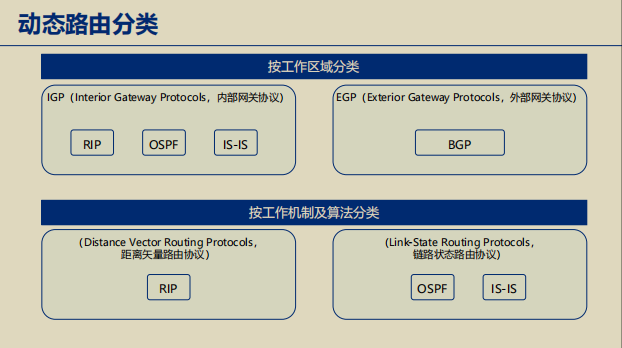 动态路由分类
按工作区域分类
IGP（Interior Gateway Protocols，内部网关协议）
RIP
OSPF
IS-IS
EGP（Exterior Gateway Protocols，外部网关协议）
BGP
按工作机制及算法分类
(Distance Vector Routing Protocols，
距离矢量路由协议)
RIP
(Link-State Routing Protocols，
链路状态路由协议)
OSPF
IS-IS